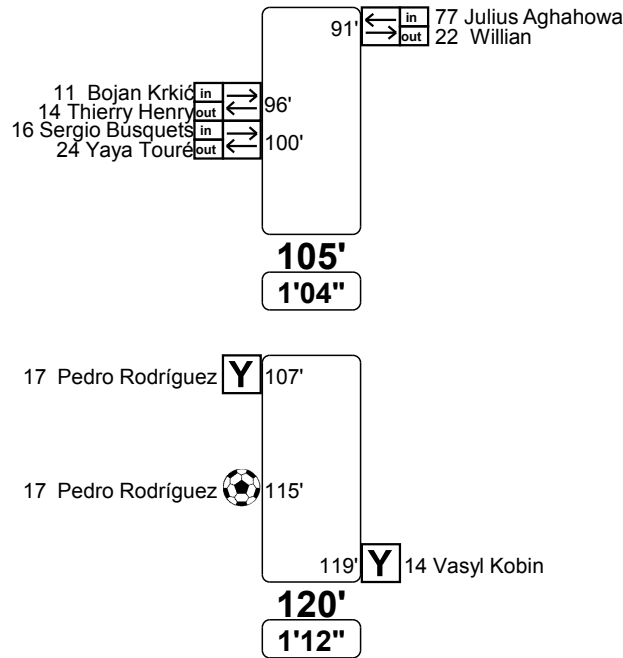 91' in 77 Julius Aghahowa
out 22 Willian
11 Bojan Krkić in
14 Thierry Henry out 96'
16 Sergio Busquets in
24 Yaya Touré out 100'
105'
1'04"
17 Pedro Rodríguez Y 107'
17 Pedro Rodríguez 115'
119' Y 14 Vasyl Kobin
120'
1'12"